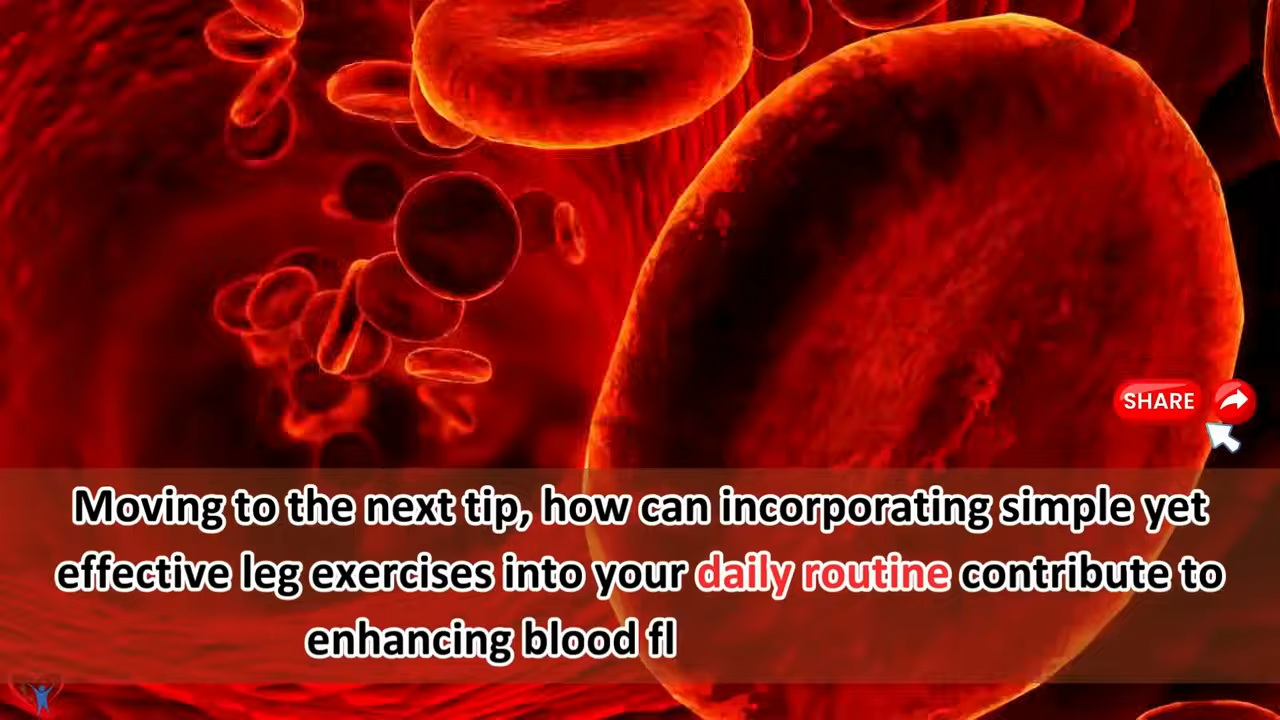 SHARE
Moving to the next tip, how can incorporating simple yet
effective leg exercises into your daily routine contribute to
enhancing blood fl